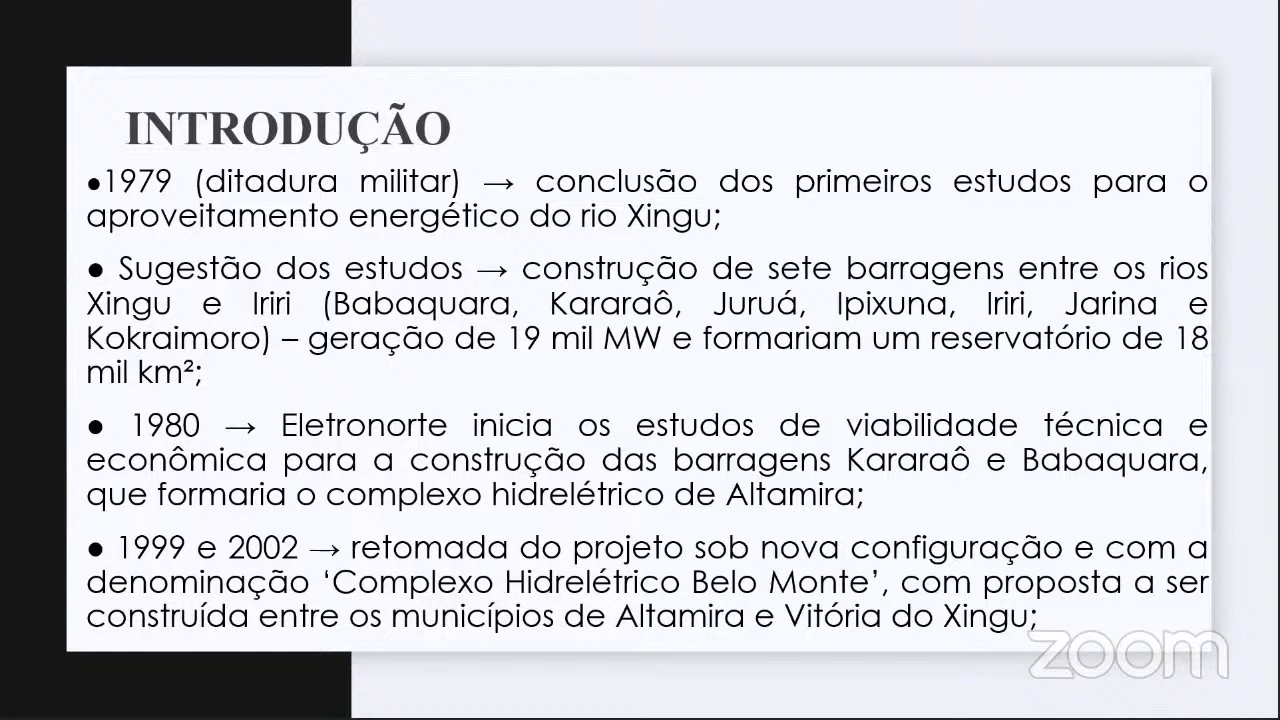 INTRODUÇÃO
●1979 (ditadura militar) → conclusão dos primeiros estudos para o
aproveitamento energético do rio Xingu;
● Sugestão dos estudos → construção de sete barragens entre os rios
Xingu e Iriri (Babaquara, Kararaô, Juruá, Ipixuna, Iriri, Jarina e
Kokraimoro) – geração de 19 mil MW e formariam um reservatório de 18
mil km²;
● 1980 → Eletronorte inicia os estudos de viabilidade técnica e
econômica para a construção das barragens Kararaô e Babaquara,
que formaria o complexo hidrelétrico de Altamira;
● 1999 e 2002 → retomada do projeto sob nova configuração e com a
denominação ‘Complexo Hidrelétrico Belo Monte’, com proposta a ser
construída entre os municípios de Altamira e Vitória do Xingu;
zoom